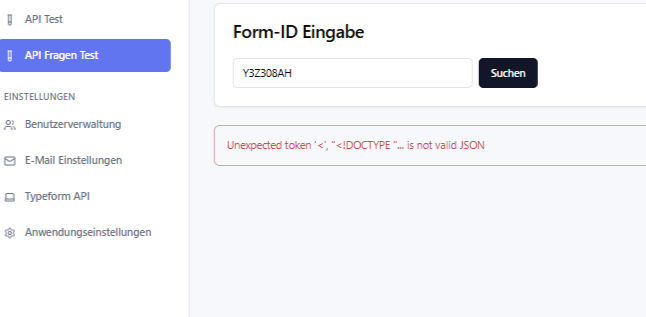 API Test
API Fragen Test
EINSTELLUNGEN
Benutzerverwaltung
E-Mail Einstellungen
Typeform API
Anwendungseinstellungen
Form-ID Eingabe
Y3Z308AH
Suchen
Unexpected token '<', "<!DOCTYPE "... is not valid JSON